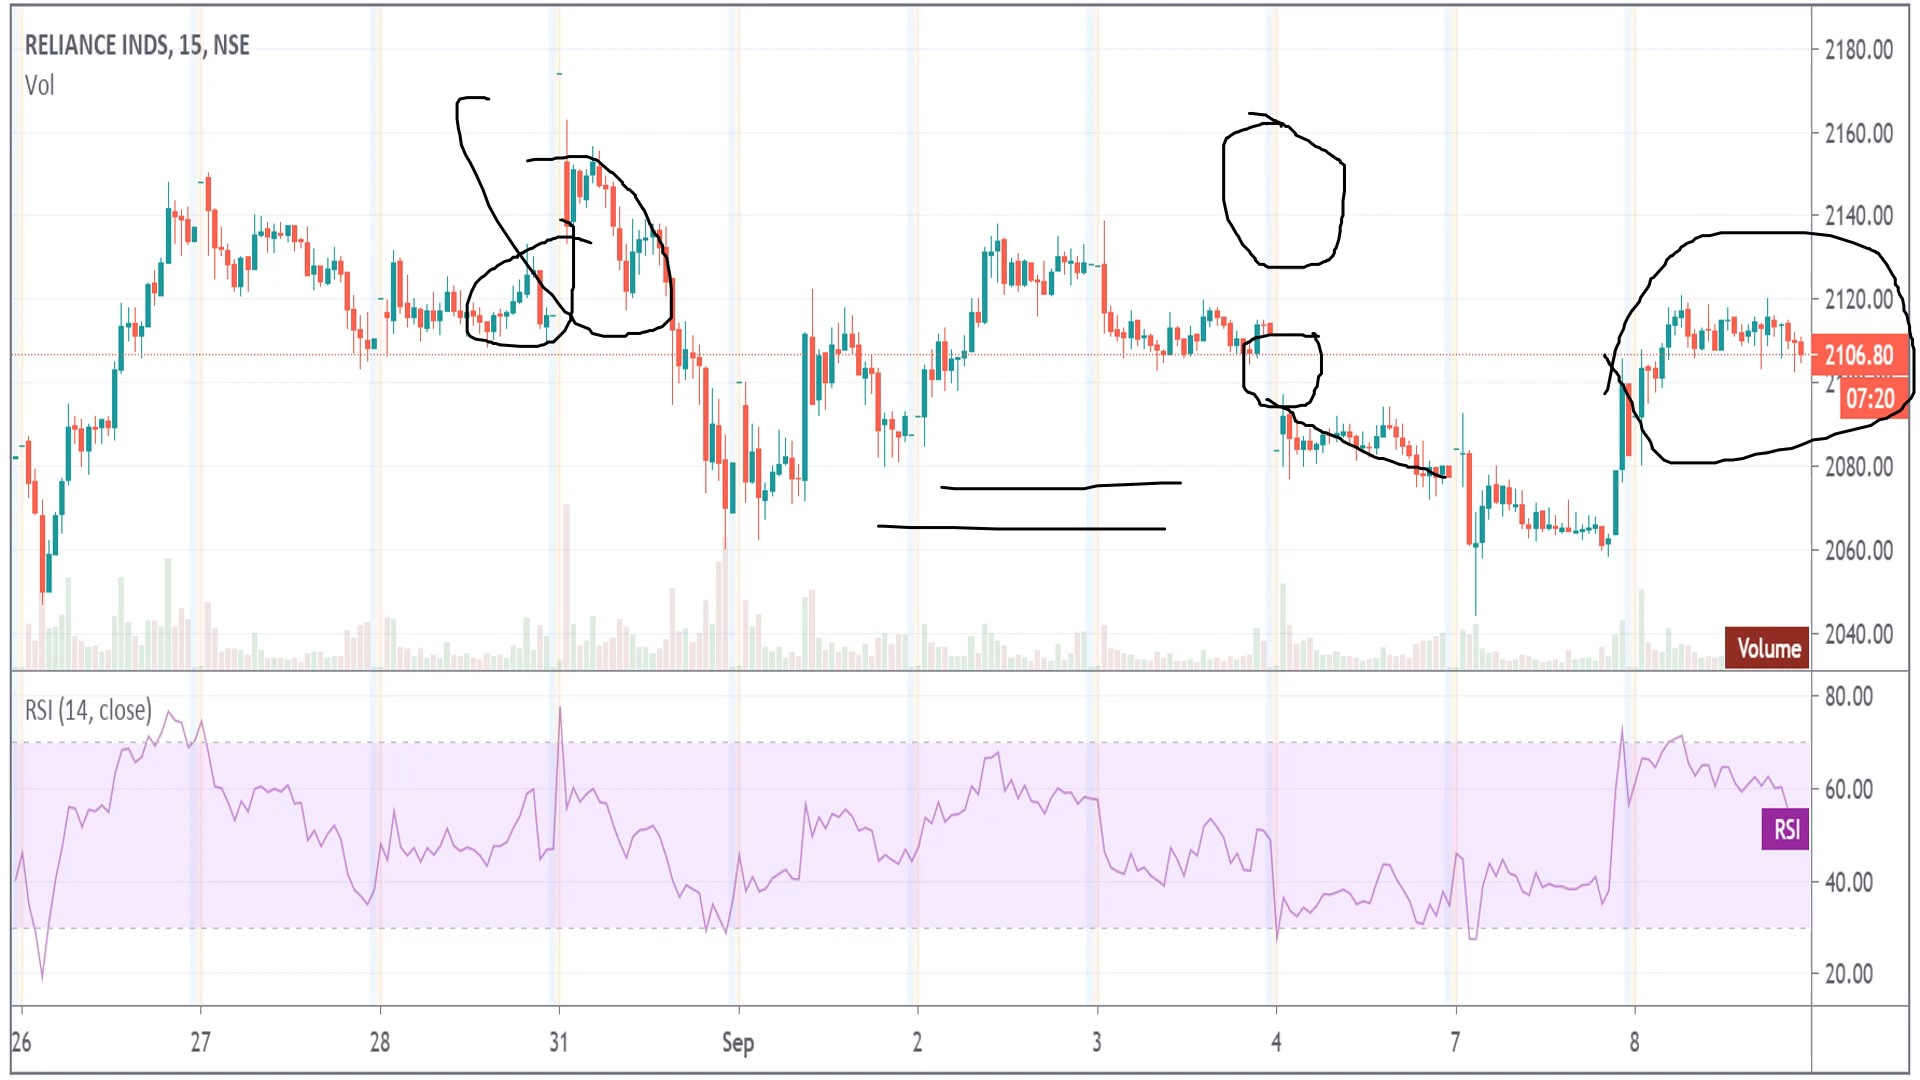 RELIANCE INDS, 15, NSE
Vol
2180.00
2160.00
2140.00
2120.00
2106.80
07:20
2080.00
2060.00
2040.00
Volume
RSI (14, close)
80.00
60.00
RSI
40.00
20.00
26 27 28 31 Sep 2 3 4 7 8